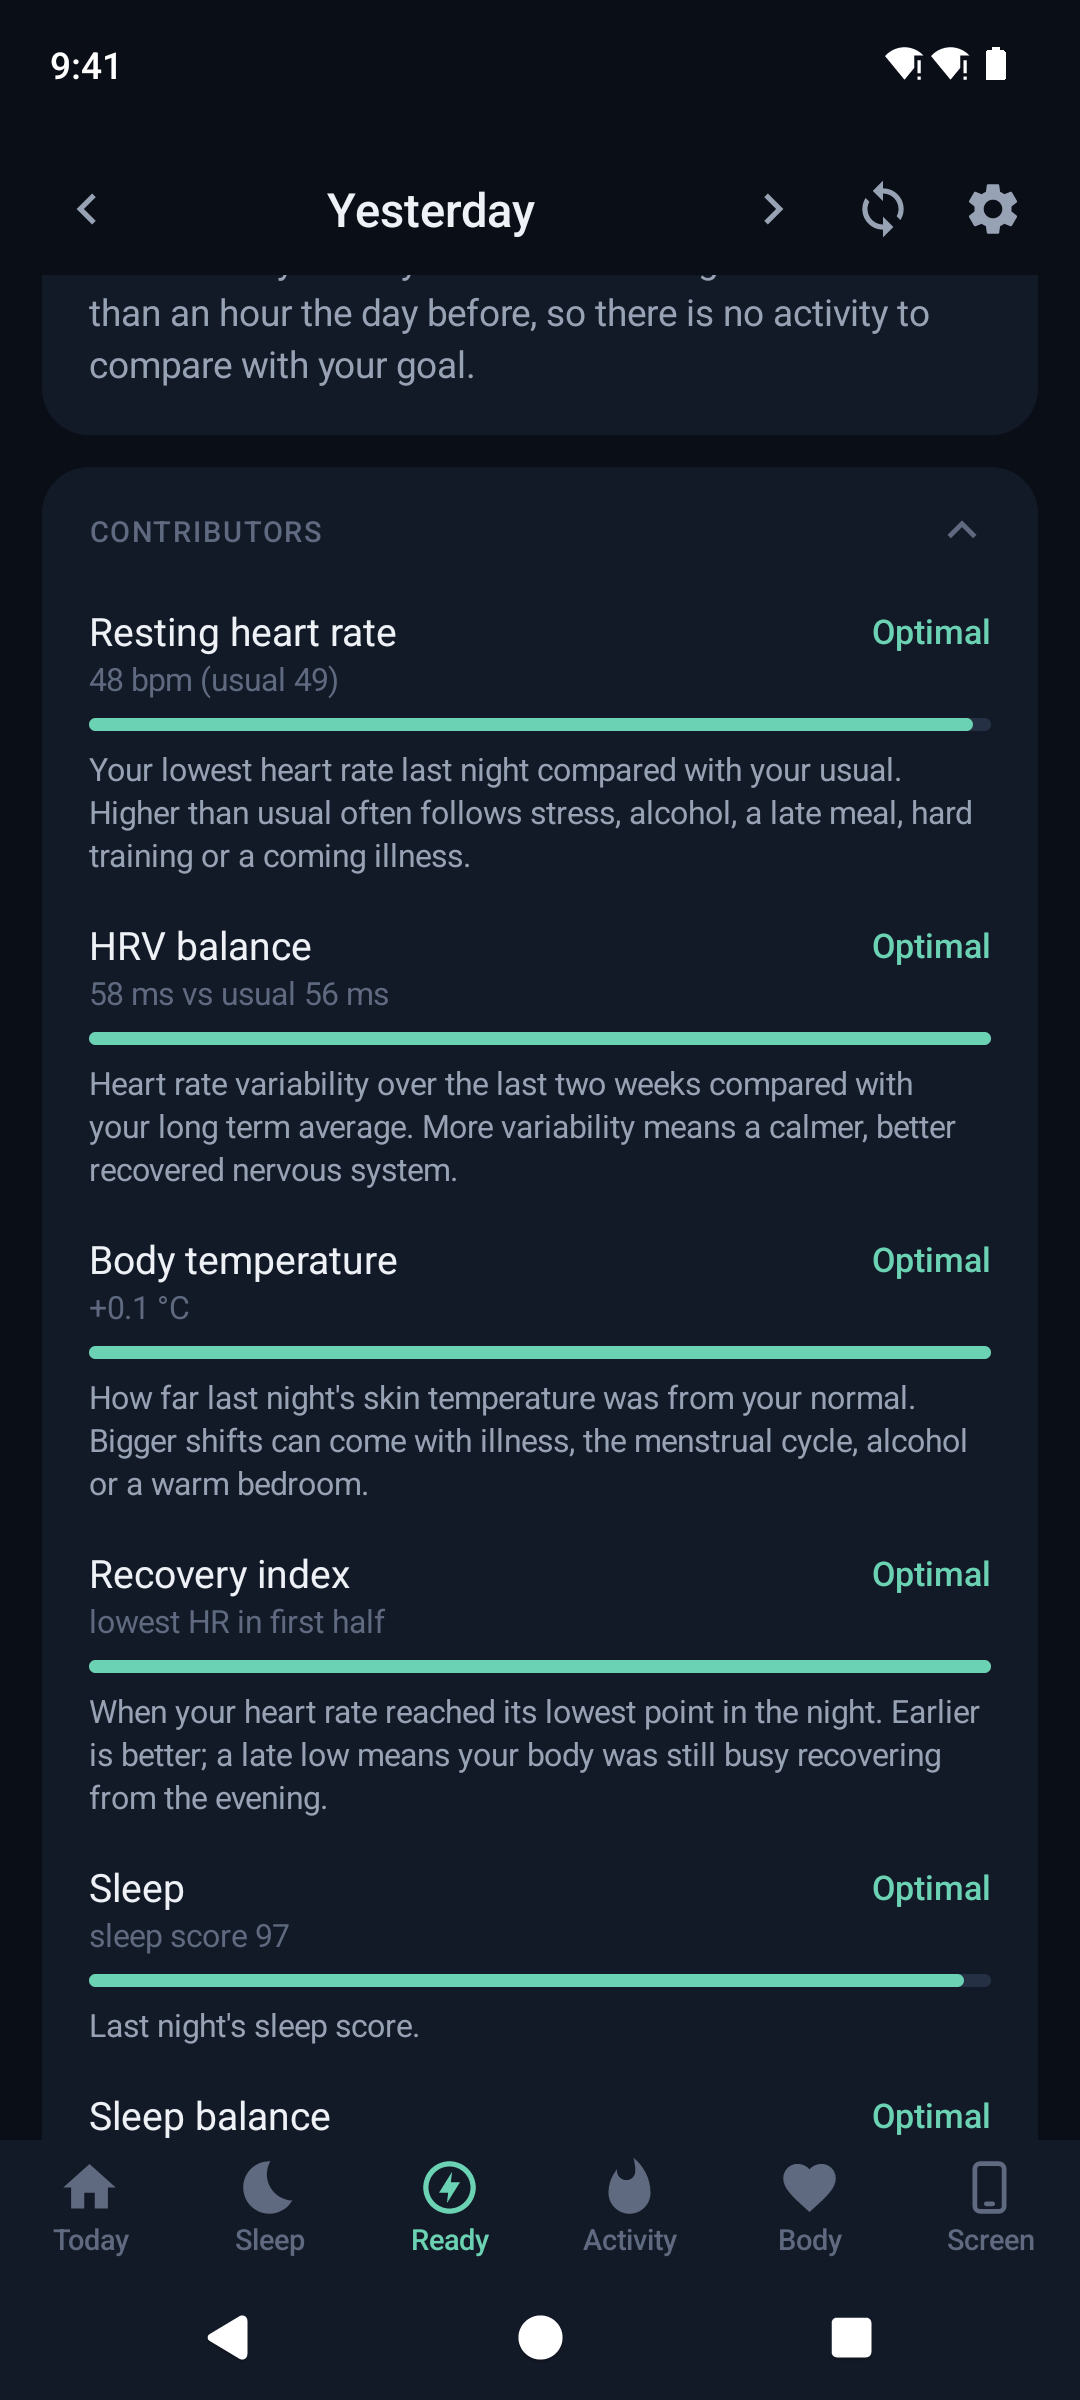 9:41
Yesterday
than an hour the day before, so there is no activity to
compare with your goal.
CONTRIBUTORS
Resting heart rate
Optimal
48 bpm (usual 49)
Your lowest heart rate last night compared with your usual.
Higher than usual often follows stress, alcohol, a late meal, hard
training or a coming illness.
HRV balance
Optimal
58 ms vs usual 56 ms
Heart rate variability over the last two weeks compared with
your long term average. More variability means a calmer, better
recovered nervous system.
Body temperature
Optimal
+0.1 °C
How far last night's skin temperature was from your normal.
Bigger shifts can come with illness, the menstrual cycle, alcohol
or a warm bedroom.
Recovery index
Optimal
lowest HR in first half
When your heart rate reached its lowest point in the night. Earlier
is better; a late low means your body was still busy recovering
from the evening.
Sleep
Optimal
sleep score 97
Last night's sleep score.
Sleep balance
Optimal
Today
Sleep
Ready
Activity
Body
Screen